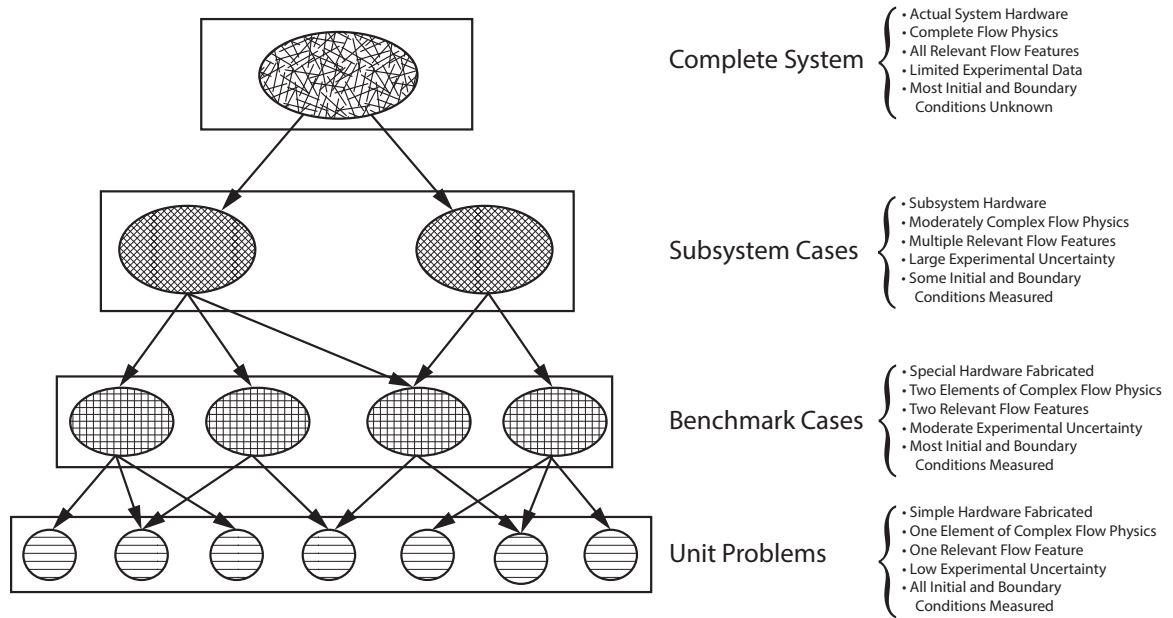 Complete System
• Actual System Hardware
• Complete Flow Physics
• All Relevant Flow Features
• Limited Experimental Data
• Most Initial and Boundary
Conditions Unknown
Subsystem Cases
• Subsystem Hardware
• Moderately Complex Flow Physics
• Multiple Relevant Flow Features
• Large Experimental Uncertainty
• Some Initial and Boundary
Conditions Measured
Benchmark Cases
• Special Hardware Fabricated
• Two Elements of Complex Flow Physics
• Two Relevant Flow Features
• Moderate Experimental Uncertainty
• Most Initial and Boundary
Conditions Measured
Unit Problems
• Simple Hardware Fabricated
• One Element of Complex Flow Physics
• One Relevant Flow Feature
• Low Experimental Uncertainty
• All Initial and Boundary
Conditions Measured